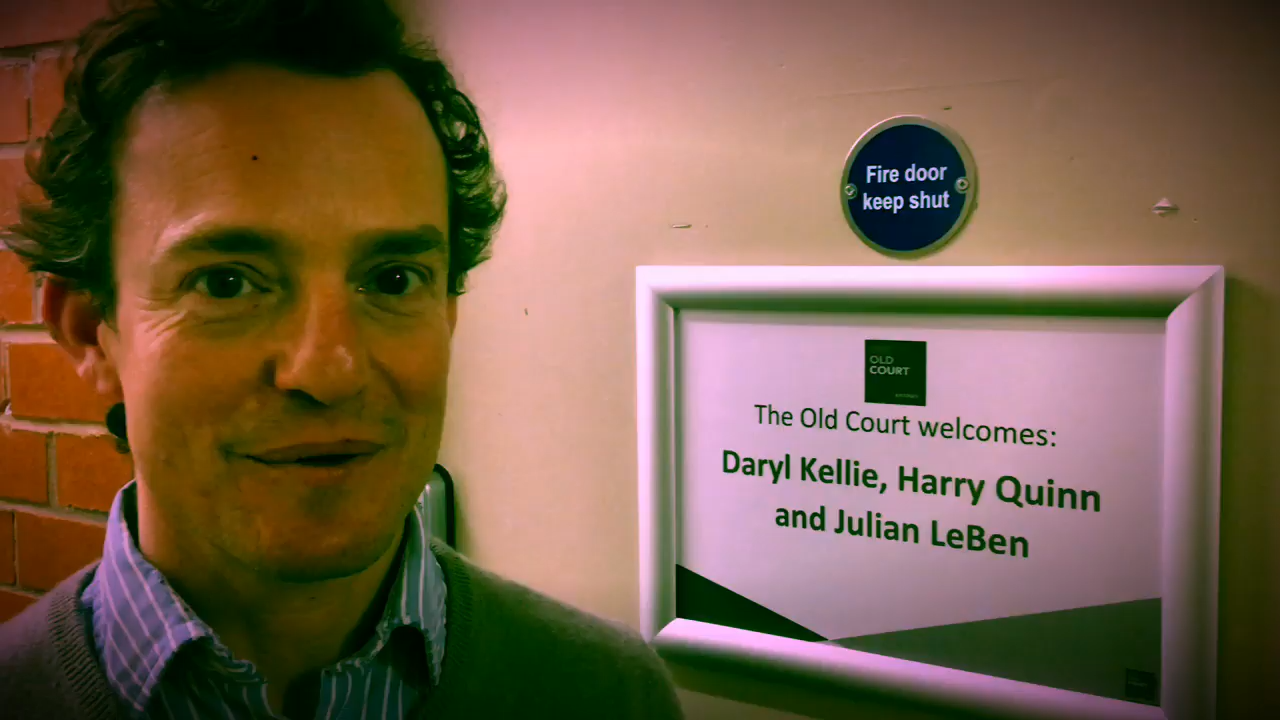 Fire door
keep shut
OLD
COURT
The Old Court welcomes:
Daryl Kellie, Harry Quinn
and Julian LeBen